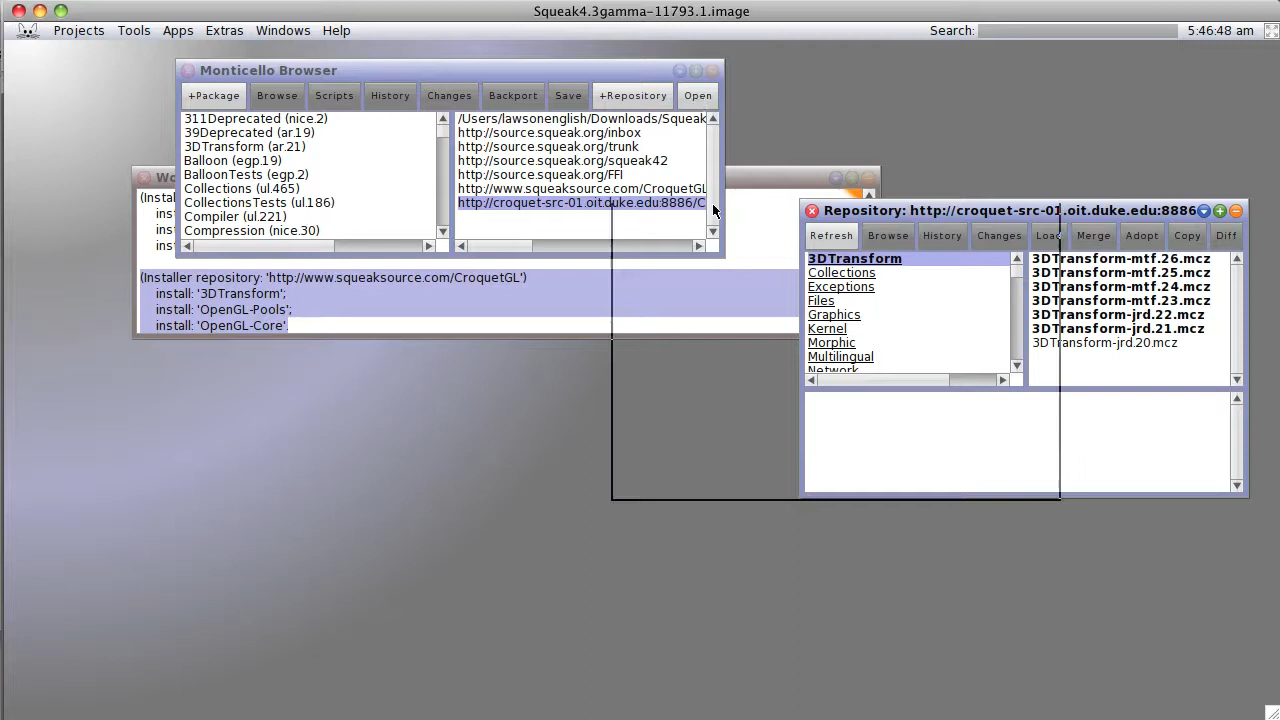 Squeak4.3gamma-11793.1.image
Projects Tools Apps Extras Windows Help Search: 5:46:48 am
Monticello Browser
+Package Browse Scripts History Changes Backport Save +Repository Open
311Deprecated (nice.2)
39Deprecated (ar.19)
3DTransform (ar.21)
Balloon (egp.19)
BalloonTests (egp.2)
Collections (ul.465)
CollectionsTests (ul.186)
Compiler (ul.221)
Compression (nice.30)
/Users/lawsonenglish/Downloads/Squeak
http://source.squeak.org/inbox
http://source.squeak.org/trunk
http://source.squeak.org/squeak42
http://source.squeak.org/FFI
http://www.squeaksource.com/CroquetGL
http://croquet-src-01.oit.duke.edu:8886/C
Wo
(Installer
inst
inst
inst
(Installer repository: 'http://www.squeaksource.com/CroquetGL')
install: '3DTransform';
install: 'OpenGL-Pools';
install: 'OpenGL-Core'.
Repository: http://croquet-src-01.oit.duke.edu:8886
Refresh Browse History Changes Load Merge Adopt Copy Diff
3DTransform
Collections
Exceptions
Files
Graphics
Kernel
Morphic
Multilingual
Network
3DTransform-mtf.26.mcz
3DTransform-mtf.25.mcz
3DTransform-mtf.24.mcz
3DTransform-mtf.23.mcz
3DTransform-jrd.22.mcz
3DTransform-jrd.21.mcz
3DTransform-jrd.20.mcz